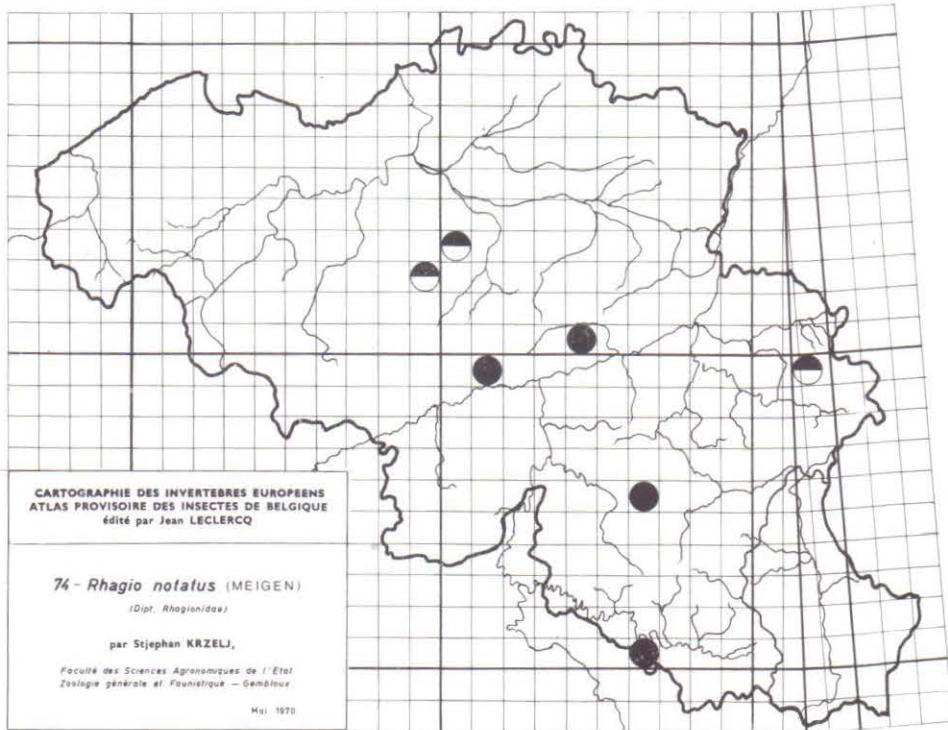 CARTOGRAPHIE DES INVERTEBRES EUROPEENS
ATLAS PROVISOIRE DES INSECTES DE BELGIQUE
édité par Jean LECLERCQ
74 - Rhagio notatus (MEIGEN)
(Dipt. Rhagionidae)
par Stjephan KRZELJ,
Faculté des Sciences Agronomiques de l'Etat
Zoologie générale et Faunistique — Gembloux
Mai 1970